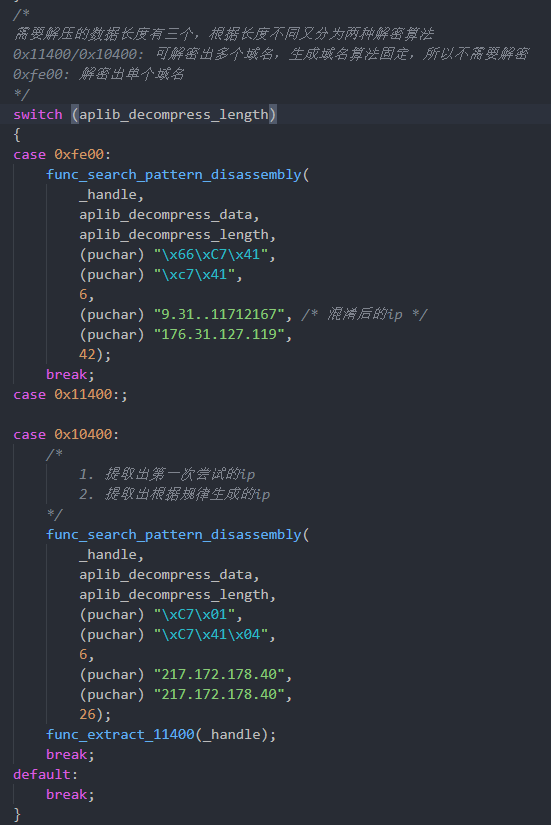 /*
需要解压的数据长度有三个，根据长度不同又分为两种解密算法
0x11400/0x10400: 可解密出多个域名，生成域名算法固定，所以不需要解密
0xfe00: 解密出单个域名
*/
switch (aplib_decompress_length)
{
case 0xfe00:
func_search_pattern_disassembly(
_handle,
aplib_decompress_data,
aplib_decompress_length,
(puchar) "\x66\xC7\x41",
(puchar) "\xc7\x41",
6,
(puchar) "9.31..11712167", /* 混淆后的ip */
(puchar) "176.31.127.119",
42);
break;
case 0x11400:;
case 0x10400:
/*
1. 提取出第一次尝试的ip
2. 提取出根据规律生成的ip
*/
func_search_pattern_disassembly(
_handle,
aplib_decompress_data,
aplib_decompress_length,
(puchar) "\xC7\x01",
(puchar) "\xC7\x41\x04",
6,
(puchar) "217.172.178.40",
(puchar) "217.172.178.40",
26);
func_extract_11400(_handle);
break;
default:
break;
}